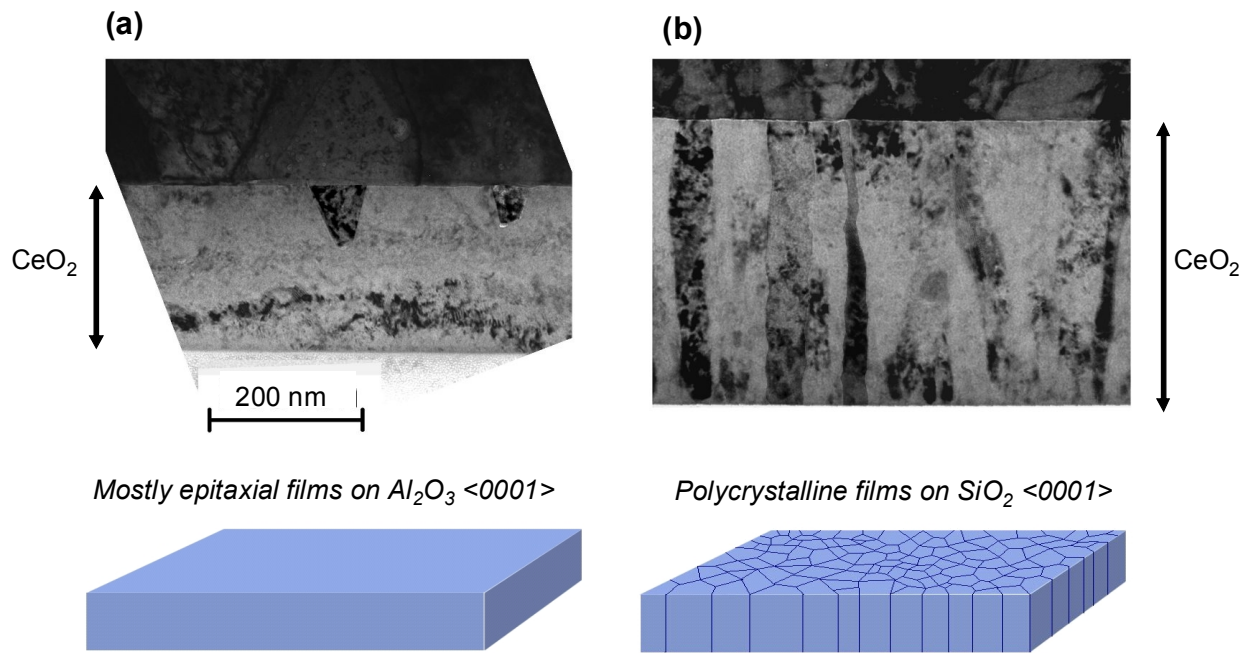 (a)
(b)
CeO₂
CeO₂
200 nm
Mostly epitaxial films on Al₂O₃ <0001>
Polycrystalline films on SiO₂ <0001>